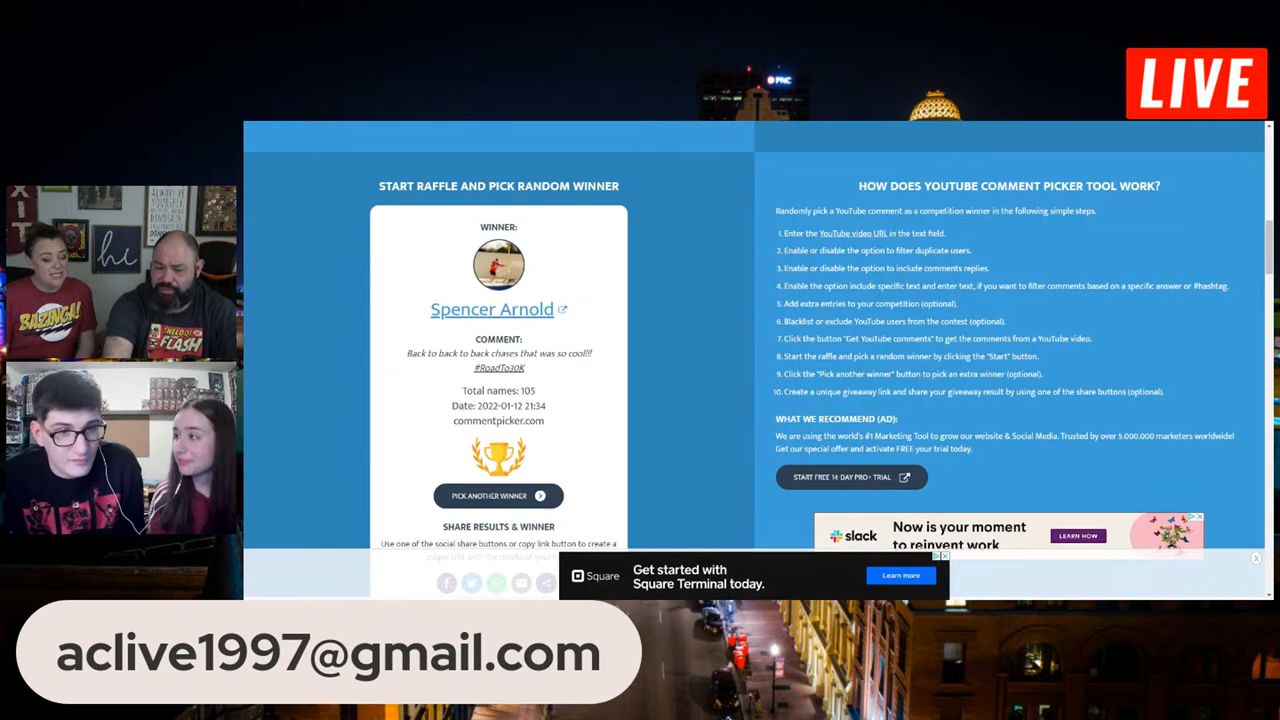 LIVE
PNC
START RAFFLE AND PICK RANDOM WINNER
WINNER:
Spencer Arnold
COMMENT:
Back to back to back chases that was so cool!!!
#RoadTo30K
Total names: 105
Date: 2022-01-12 21:34
commentpicker.com
PICK ANOTHER WINNER
SHARE RESULTS & WINNER
Use one of the social share buttons or copy link button to create a
HOW DOES YOUTUBE COMMENT PICKER TOOL WORK?
Randomly pick a YouTube comment as a competition winner in the following simple steps.
1. Enter the YouTube video URL in the text field.
2. Enable or disable the option to filter duplicate users.
3. Enable or disable the option to include comments replies.
4. Enable the option include specific text and enter text, if you want to filter comments based on a specific answer or #hashtag.
5. Add extra entries to your competition (optional).
6. Blacklist or exclude YouTube users from the contest (optional).
7. Click the button "Get YouTube comments" to get the comments from a YouTube video.
8. Start the raffle and pick a random winner by clicking the "Start" button.
9. Click the "Pick another winner" button to pick an extra winner (optional).
10. Create a unique giveaway link and share your giveaway result by using one of the share buttons (optional).
WHAT WE RECOMMEND (AD):
We are using the world's #1 Marketing Tool to grow our website & Social Media. Trusted by over 5.000.000 marketers worldwide!
Get our special offer and activate FREE your trial today.
START FREE 14-DAY PRO+ TRIAL
slack
Now is your moment
to reinvent work
LEARN HOW
Square
Get started with
Square Terminal today.
Learn more
hi
BAZINGA!
HELLO!
THE FLASH
aclive1997@gmail.com